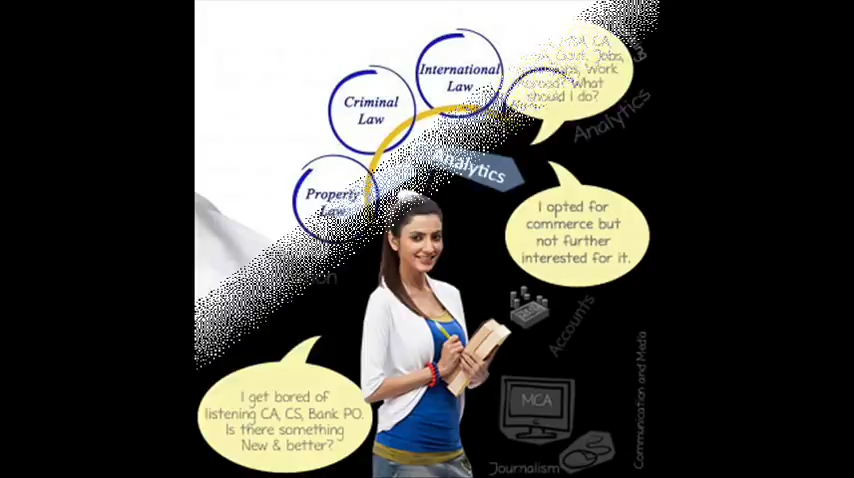 International
Law
Criminal
Law
Property
Law
Analytics
Work
What
should I do?
Analytics
I opted for
commerce but
not further
interested for it.
Accounts
I get bored of
listening CA, CS, Bank PO.
Is there something
New & better?
MCA
Journalism
Communication and Media